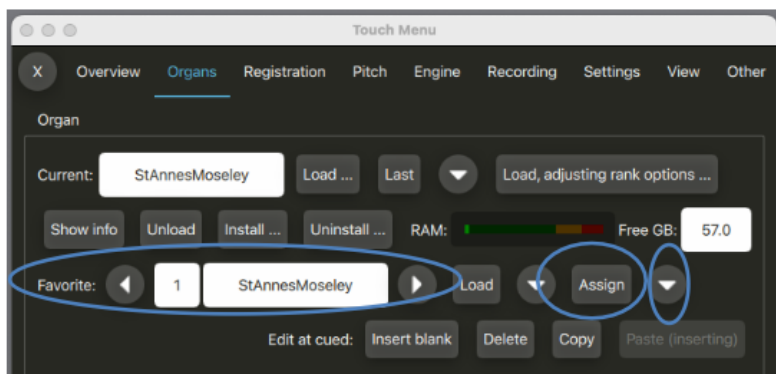 Touch Menu
X Overview Organs Registration Pitch Engine Recording Settings View Other
Organ
Current: StAnnesMoseley Load ... Last Load, adjusting rank options ...
Show info Unload Install ... Uninstall ... RAM: Free GB: 57.0
Favorite: 1 StAnnesMoseley Load Assign
Edit at cued: Insert blank Delete Copy Paste (inserting)